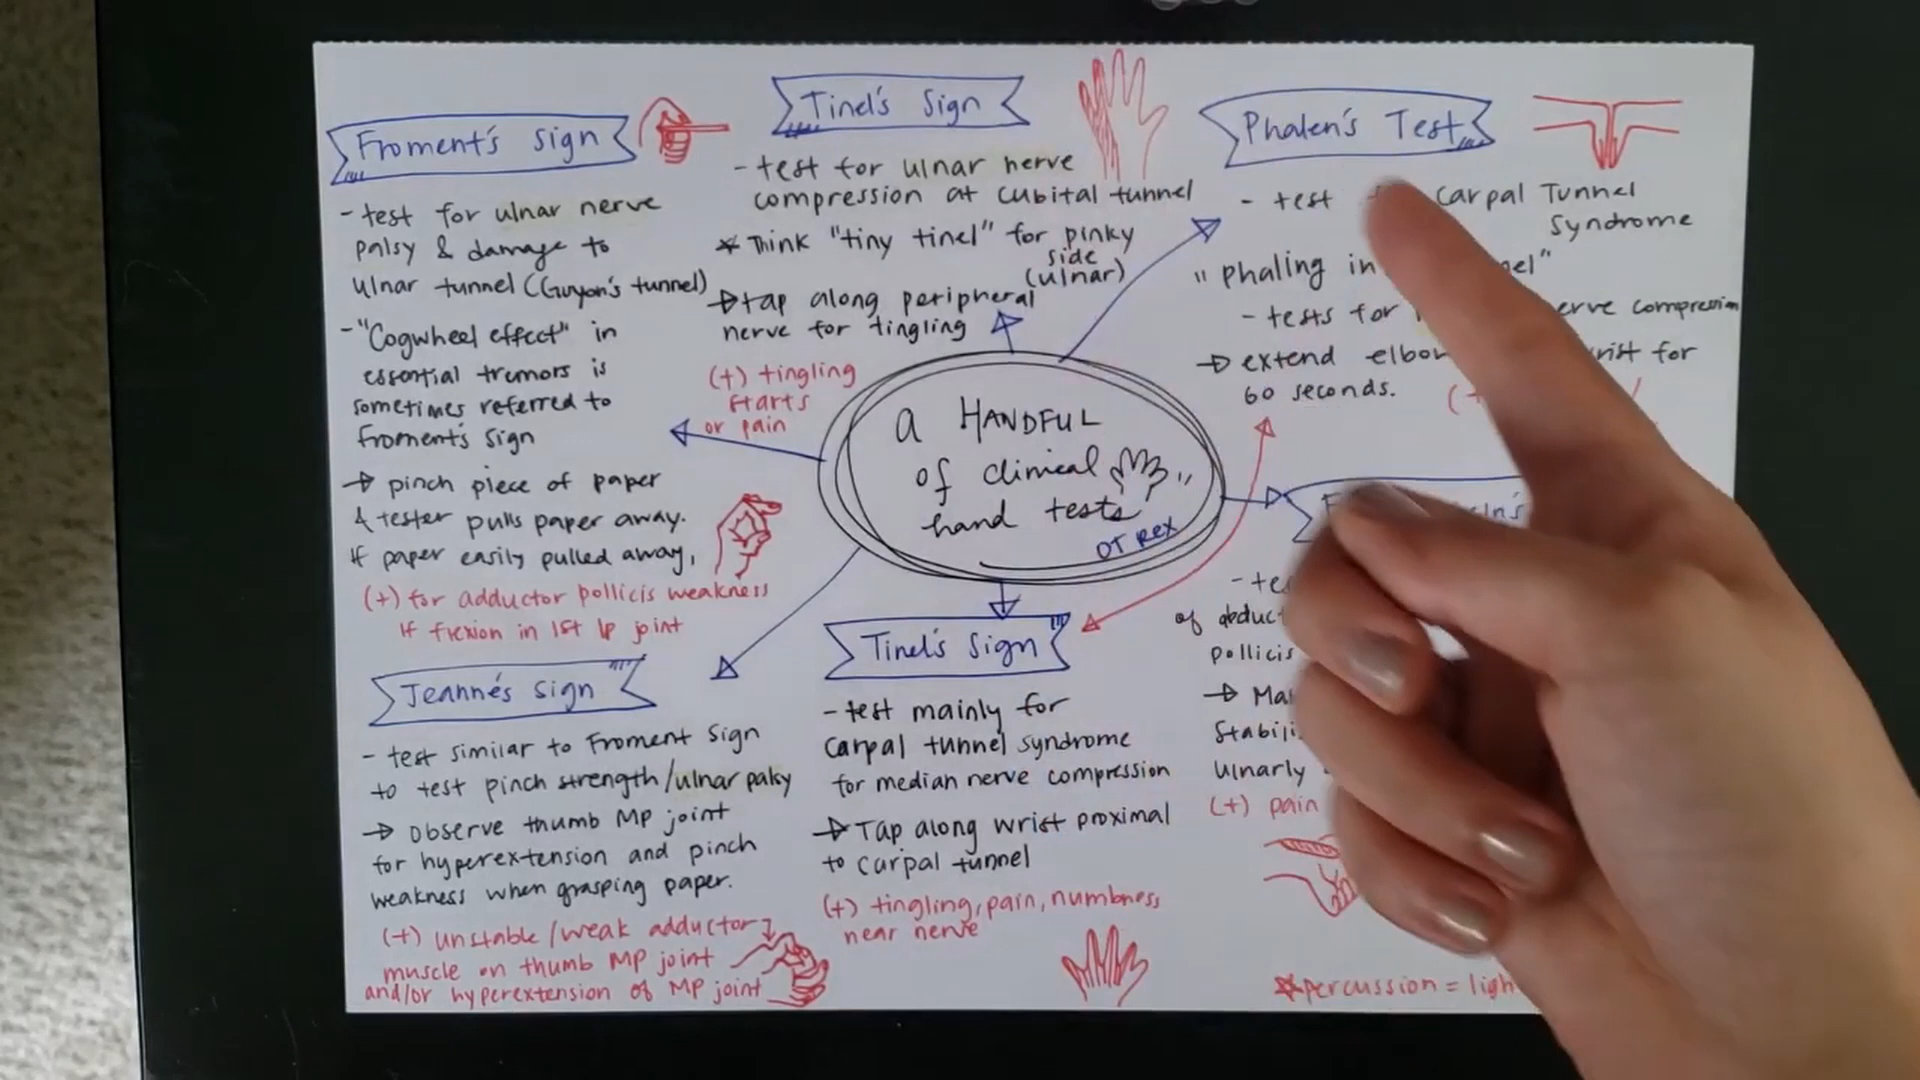 Froment's sign
- test for ulnar nerve
palsy & damage to
ulnar tunnel (Guyon's tunnel)
- "Cogwheel effect" in
essential tremors is
sometimes referred to
Froment's sign
→ pinch piece of paper
& tester pulls paper away.
If paper easily pulled away,
(+) for adductor pollicis weakness
If flexion in 1st Ip joint
Tinel's Sign
- test for ulnar nerve
compression at cubital tunnel
* Think "tiny tinel" for pinky
side
(ulnar)
→ tap along peripheral
nerve for tingling
(+) tingling
starts
or pain
Phalen's Test
- test Carpal Tunnel
Syndrome
"phaling in
- tests for erve compression
→ extend elbow for
60 seconds.
a HANDFUL
of clinical
hand tests"
OT Rex
Jeanne's sign
- test similar to Froment sign
to test pinch strength/ulnar palsy
→ observe thumb MP joint
for hyperextension and pinch
weakness when grasping paper.
(+) unstable/weak adductor
muscle on thumb MP joint
and/or hyperextension of MP joint
Tinel's Sign
- test mainly for
carpal tunnel syndrome
for median nerve compression
→ Tap along wrist proximal
to carpal tunnel
(+) tingling, pain, numbness
near nerve
of abduct
pollicis
Stabili
ulnarly
(+) pain
*percussion = ligh